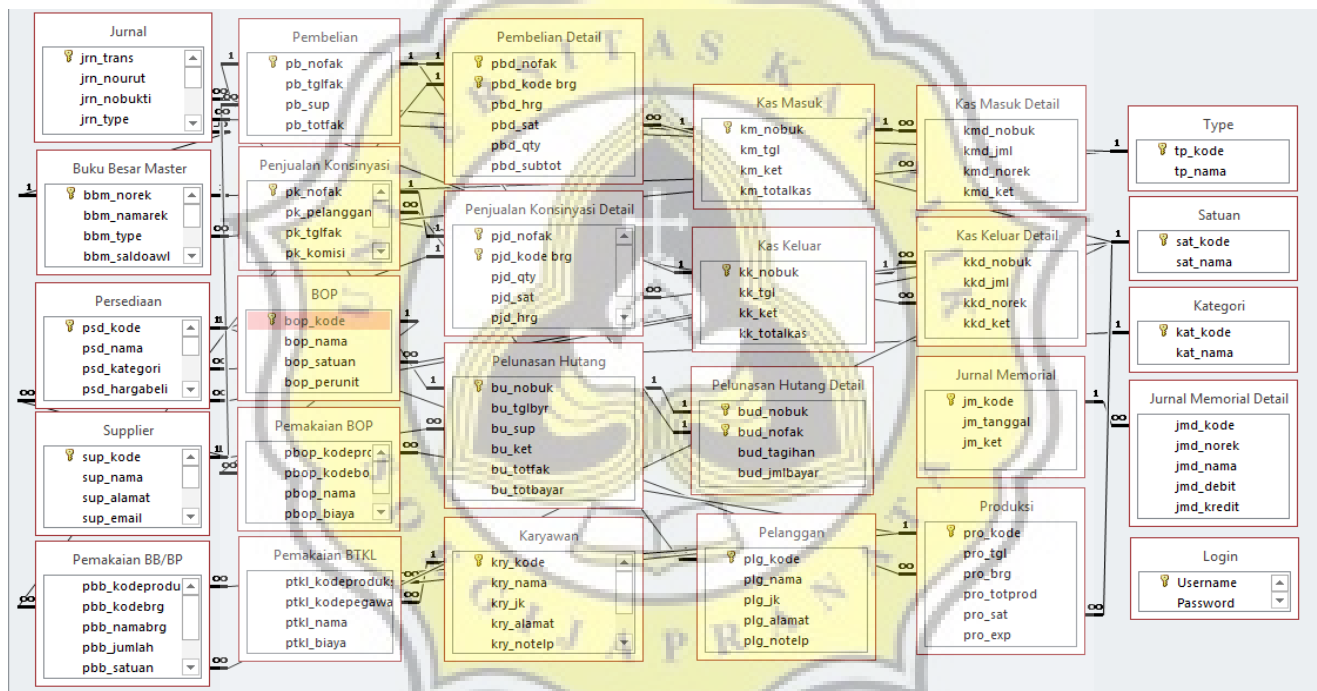 Jurnal
jrn_trans
jrn_nourut
jrn_nobukti
jrn_type
Buku Besar Master
bbm_norek
bbm_namarek
bbm_type
bbm_saldoawl
Persediaan
psd_kode
psd_nama
psd_kategori
psd_hargabeli
Supplier
sup_kode
sup_nama
sup_alamat
sup_email
Pemakaian BB/BP
pbb_kodeprodu
pbb_kodebrg
pbb_namabrg
pbb_jumlah
pbb_satuan
Pembelian
pb_nofak
pb_tglfak
pb_sup
pb_totfak
Penjualan Konsinyasi
pk_nofak
pk_pelanggan
pk_tglfak
pk_komisi
BOP
bop_kode
bop_nama
bop_satuan
bop_perunit
Pemakaian BOP
pbop_kodeprc
pbop_kodebo
pbop_nama
pbop_biaya
Pemakaian BTKL
ptkl_kodeproduk
ptkl_kodepegawa
ptkl_nama
ptkl_biaya
Pembelian Detail
pbd_nofak
pbd_kode brg
pbd_hrg
pbd_sat
pbd_qty
pbd_subtot
Penjualan Konsinyasi Detail
pjd_nofak
pjd_kode brg
pjd_qty
pjd_sat
pjd_hrg
Pelunasan Hutang
bu_nobuk
bu_tglbyr
bu_sup
bu_ket
bu_totfak
bu_totbayar
Karyawan
kry_kode
kry_nama
kry_jk
kry_alamat
kry_notelp
Kas Masuk
km_nobuk
km_tgl
km_ket
km_totalkas
Kas Keluar
kk_nobuk
kk_tgl
kk_ket
kk_totalkas
Pelunasan Hutang Detail
bud_nobuk
bud_nofak
bud_tagihan
bud_jmlbayar
Pelanggan
plg_kode
plg_nama
plg_jk
plg_alamat
plg_notelp
Kas Masuk Detail
kmd_nobuk
kmd_jml
kmd_norek
kmd_ket
Kas Keluar Detail
kkd_nobuk
kkd_jml
kkd_norek
kkd_ket
Jurnal Memorial
jm_kode
jm_tanggal
jm_ket
Produksi
pro_kode
pro_tgl
pro_brg
pro_totprod
pro_sat
pro_exp
Type
tp_kode
tp_nama
Satuan
sat_kode
sat_nama
Kategori
kat_kode
kat_nama
Jurnal Memorial Detail
jmd_kode
jmd_norek
jmd_nama
jmd_debit
jmd_kredit
Login
Username
Password